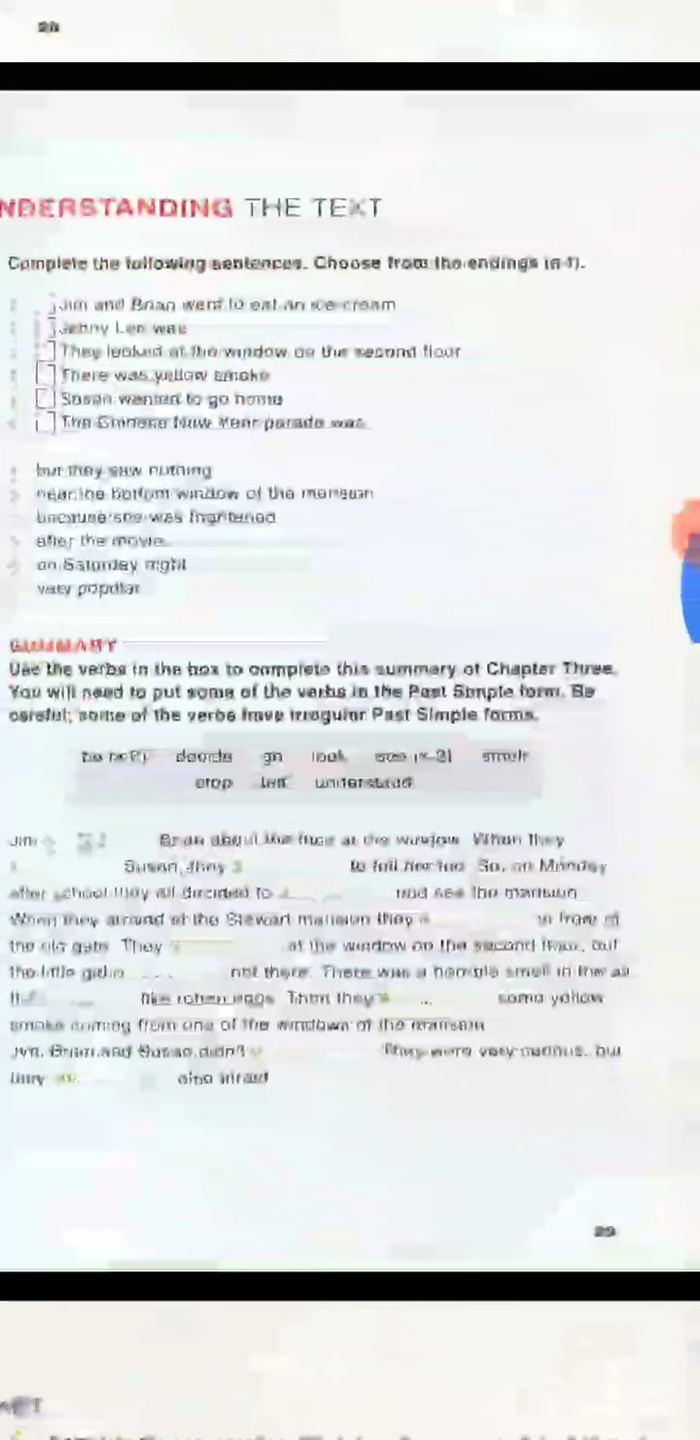 28
NDERSTANDING THE TEXT
Complete the following sentences. Choose from the endings (a-f).
Jim and Brian went to eat an ice-cream
Jenny Lee was
They looked at the window on the second floor
There was yellow smoke
Susan wanted to go home
The Chinese New Year parade was
but they saw nothing
near the bottom window of the mansion
because she was frightened
after the movie
on Saturday night
very popular
SUMMARY
Use the verbs in the box to complete this summary of Chapter Three.
You will need to put some of the verbs in the Past Simple form. Be
careful; some of the verbs have irregular Past Simple forms.
be (x2) decide go look see (x2) smell
stop tell understand
Jim Brian about the face at the window. When they
Susan, they 3 to tell her too. So, on Monday
after school they all decided to and see the mansion
When they arrived at the Stewart mansion they in front of
the old gate. They at the window on the second floor, but
the little girl not there. There was a horrible smell in the air
like rotten eggs. Then they some yellow
smoke coming from one of the windows of the mansion
Jim, Brian and Susan didn't They were very curious, but
they also afraid
29